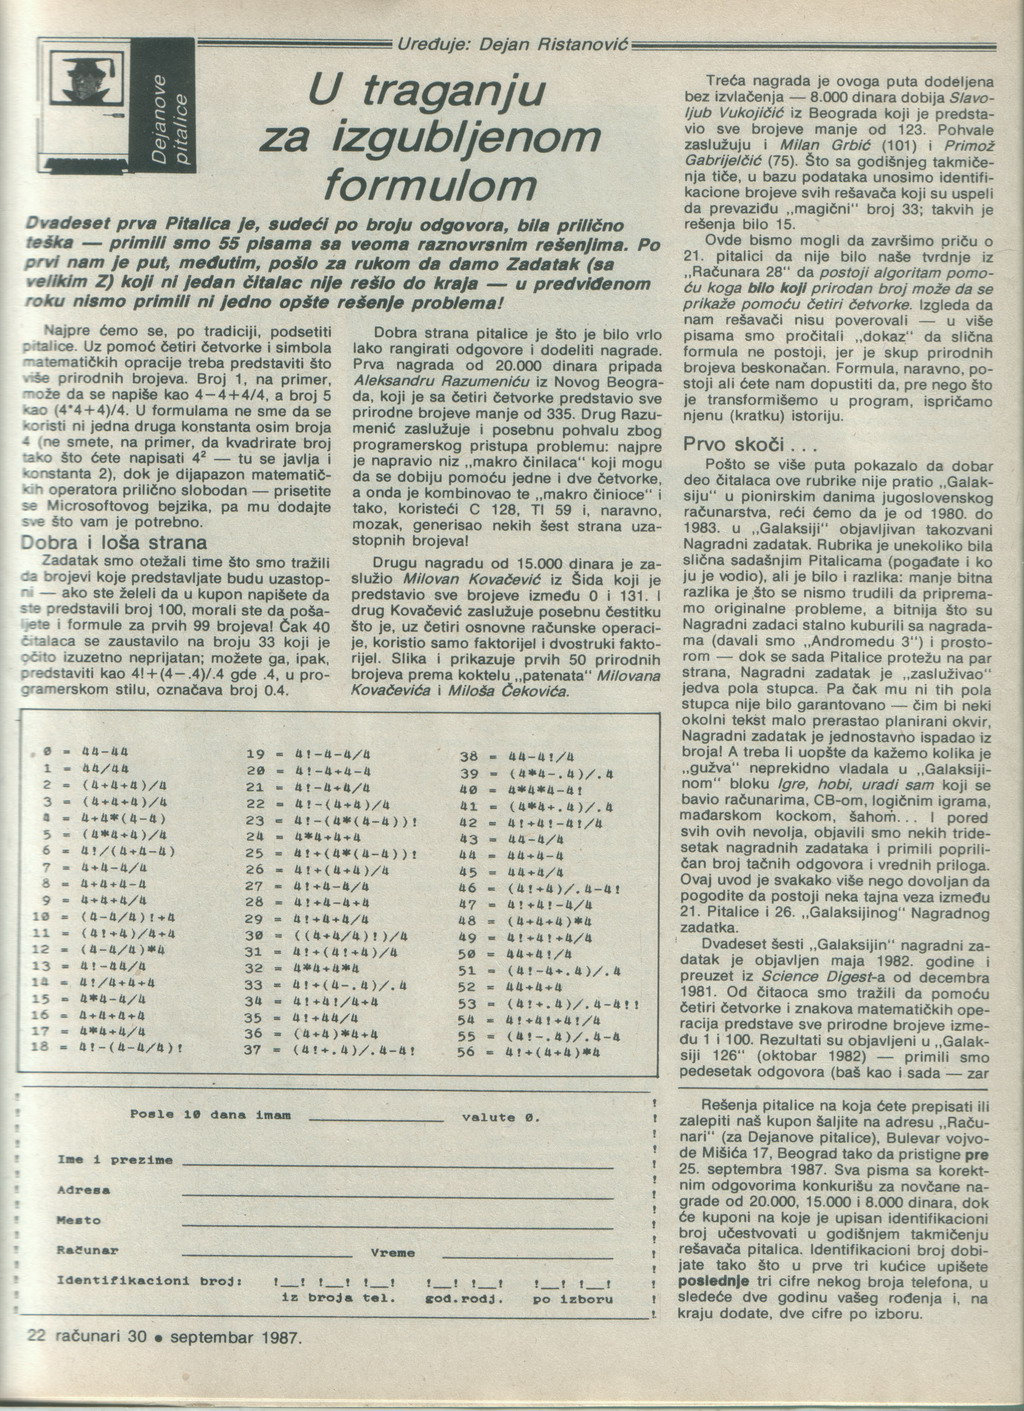 Uređuje: Dejan Ristanović
Dejanove
pitalice
U traganju
za izgubljenom
formulom
Dvadeset prva Pitalica je, sudeći po broju odgovora, bila prilično
teška — primili smo 55 pisama sa veoma raznovrsnim rešenjima. Po
prvi nam je put, međutim, pošlo za rukom da damo Zadatak (sa
velikim Z) koji ni jedan čitalac nije rešio do kraja — u predviđenom
roku nismo primili ni jedno opšte rešenje problema!
Najpre ćemo se, po tradiciji, podsetiti
pitalice. Uz pomoć četiri četvorke i simbola
matematičkih opracije treba predstaviti što
više prirodnih brojeva. Broj 1, na primer,
može da se napiše kao 4—4+4/4, a broj 5
kao (4*4+4)/4. U formulama ne sme da se
koristi ni jedna druga konstanta osim broja
4 (ne smete, na primer, da kvadrirate broj
tako što ćete napisati 4² — tu se javlja i
konstanta 2), dok je dijapazon matematič-
kih operatora prilično slobodan — prisetite
se Microsoftovog bejzika, pa mu dodajte
sve što vam je potrebno.
Dobra i loša strana
Zadatak smo otežali time što smo tražili
da brojevi koje predstavljate budu uzastop-
ni — ako ste želeli da u kupon napišete da
ste predstavili broj 100, morali ste da poša-
ljete i formule za prvih 99 brojeva! Čak 40
čitalaca se zaustavilo na broju 33 koji je
očito izuzetno neprijatan; možete ga, ipak,
predstaviti kao 4!+(4—.4)/.4 gde .4, u pro-
gramerskom stilu, označava broj 0.4.
Dobra strana pitalice je što je bilo vrlo
lako rangirati odgovore i dodeliti nagrade.
Prva nagrada od 20.000 dinara pripada
Aleksandru Razumeniću iz Novog Beogra-
da, koji je sa četiri četvorke predstavio sve
prirodne brojeve manje od 335. Drug Razu-
menić zaslužuje i posebnu pohvalu zbog
programerskog pristupa problemu: najpre
je napravio niz „makro činilaca" koji mogu
da se dobiju pomoću jedne i dve četvorke,
a onda je kombinovao te „makro činioce" i
tako, koristeći C 128, TI 59 i, naravno,
mozak, generisao nekih šest strana uza-
stopnih brojeva!
Drugu nagradu od 15.000 dinara je za-
služio Milovan Kovačević iz Šida koji je
predstavio sve brojeve između 0 i 131. I
drug Kovačević zaslužuje posebnu čestitku
što je, uz četiri osnovne računske operaci-
je, koristio samo faktorijel i dvostruki fakto-
rijel. Slika i prikazuje prvih 50 prirodnih
brojeva prema koktelu „patenata" Milovana
Kovačevića i Miloša Čekovića.
0 = 44-44
1 = 44/44
2 = (4+4+4)/4
3 = (4+4+4)/4
4 = 4+4*(4-4)
5 = (4*4+4)/4
6 = 4!/(4+4-4)
7 = 4+4-4/4
8 = 4+4+4-4
9 = 4+4+4/4
10 = (4-4/4)!+4
11 = (4!+4)/4+4
12 = (4-4/4)*4
13 = 4!-44/4
14 = 4!/4+4+4
15 = 4*4-4/4
16 = 4+4+4+4
17 = 4*4+4/4
18 = 4!-(4-4/4)!
19 = 4!-4-4/4
20 = 4!-4+4-4
21 = 4!-4+4/4
22 = 4!-(4+4)/4
23 = 4!-(4*(4-4))!
24 = 4*4+4+4
25 = 4!+(4*(4-4))!
26 = 4!+(4+4)/4
27 = 4!+4-4/4
28 = 4!+4-4+4
29 = 4!+4+4/4
30 = ((4+4/4)!)/4
31 = 4!+(4!+4)/4
32 = 4*4+4*4
33 = 4!+(4-.4)/.4
34 = 4!+4!/4+4
35 = 4!+44/4
36 = (4+4)*4+4
37 = (4!+.4)/.4-4!
38 = 44-4!/4
39 = (4*4-.4)/.4
40 = 4*4*4-4!
41 = (4*4+.4)/.4
42 = 4!+4!-4!/4
43 = 44-4/4
44 = 44+4-4
45 = 44+4/4
46 = (4!+4)/.4-4!
47 = 4!+4!-4/4
48 = (4+4+4)*4
49 = 4!+4!+4/4
50 = 44+4!/4
51 = (4!-4+.4)/.4
52 = 44+4+4
53 = (4!+.4)/.4-4!!
54 = 4!+4!+4!/4
55 = (4!-.4)/.4-4
56 = 4!+(4+4)*4
Posle 10 dana imam ____ valute 0.
Ime i prezime
Adresa
Mesto
Računar ____ Vreme ____
Identifikacioni broj: !__! !__! !__! !__! !__! !__! !__!
iz broja tel. god.rodj. po izboru
22 računari 30 • septembar 1987.
Treća nagrada je ovoga puta dodeljena
bez izvlačenja — 8.000 dinara dobija Slavo-
ljub Vukojičić iz Beograda koji je predsta-
vio sve brojeve manje od 123. Pohvale
zaslužuju i Milan Grbić (101) i Primož
Gabrijelčić (75). Što sa godišnjeg takmiče-
nja tiče, u bazu podataka unosimo identifi-
kacione brojeve svih rešavača koji su uspeli
da prevaziđu „magični" broj 33; takvih je
rešenja bilo 15.
Ovde bismo mogli da završimo priču o
21. pitalici da nije bilo naše tvrdnje iz
„Računara 28" da postoji algoritam pomo-
ću koga bilo koji prirodan broj može da se
prikaže pomoću četiri četvorke. Izgleda da
nam rešavači nisu poverovali — u više
pisama smo pročitali „dokaz" da slična
formula ne postoji, jer je skup prirodnih
brojeva beskonačan. Formula, naravno, po-
stoji ali ćete nam dopustiti da, pre nego što
je transformišemo u program, ispričamo
njenu (kratku) istoriju.
Prvo skoči . . .
Pošto se više puta pokazalo da dobar
deo čitalaca ove rubrike nije pratio „Galak-
siju" u pionirskim danima jugoslovenskog
računarstva, reći ćemo da je od 1980. do
1983. u „Galaksiji" objavljivan takozvani
Nagradni zadatak. Rubrika je unekoliko bila
slična sadašnjim Pitalicama (pogađate i ko
ju je vodio), ali je bilo i razlika: manje bitna
razlika je što se nismo trudili da priprema-
mo originalne probleme, a bitnija što su
Nagradni zadaci stalno kuburili sa nagrada-
ma (davali smo „Andromedu 3") i prosto-
rom — dok se sada Pitalice protežu na par
strana, Nagradni zadatak je „zasluživao"
jedva pola stupca. Pa čak mu ni tih pola
stupca nije bilo garantovano — čim bi neki
okolni tekst malo prerastao planirani okvir,
Nagradni zadatak je jednostavno ispadao iz
broja! A treba li uopšte da kažemo kolika je
„gužva" neprekidno vladala u „Galaksiji-
nom" bloku Igre, hobi, uradi sam koji se
bavio računarima, CB-om, logičnim igrama,
mađarskom kockom, šahom. . . I pored
svih ovih nevolja, objavili smo nekih tride-
setak nagradnih zadataka i primili poprili-
čan broj tačnih odgovora i vrednih priloga.
Ovaj uvod je svakako više nego dovoljan da
pogodite da postoji neka tajna veza između
21. Pitalice i 26. „Galaksijinog" Nagradnog
zadatka.
Dvadeset šesti „Galaksijin" nagradni za-
datak je objavljen maja 1982. godine i
preuzet iz Science Digest-a od decembra
1981. Od čitaoca smo tražili da pomoću
četiri četvorke i znakova matematičkih ope-
racija predstave sve prirodne brojeve izme-
đu 1 i 100. Rezultati su objavljeni u „Galak-
siji 126" (oktobar 1982) — primili smo
pedesetak odgovora (baš kao i sada — zar
Rešenja pitalice na koja ćete prepisati ili
zalepiti naš kupon šaljite na adresu „Raču-
nari" (za Dejanove pitalice), Bulevar vojvo-
de Mišića 17, Beograd tako da pristigne pre
25. septembra 1987. Sva pisma sa korekt-
nim odgovorima konkurišu za novčane na-
grade od 20.000, 15.000 i 8.000 dinara, dok
će kuponi na koje je upisan identifikacioni
broj učestvovati u godišnjem takmičenju
rešavača pitalica. Identifikacioni broj dobi-
jate tako što u prve tri kućice upišete
poslednje tri cifre nekog broja telefona, u
sledeće dve godinu vašeg rođenja i, na
kraju dodate, dve cifre po izboru.